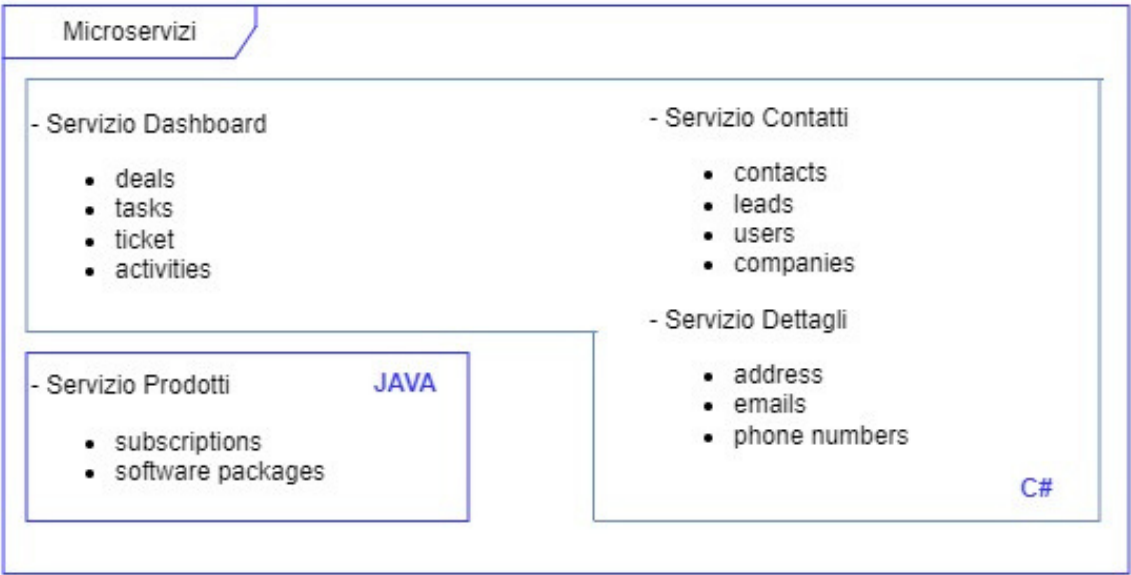 Microservizi
- Servizio Dashboard
• deals
• tasks
• ticket
• activities
- Servizio Contatti
• contacts
• leads
• users
• companies
- Servizio Dettagli
• address
• emails
• phone numbers
C#
- Servizio Prodotti
JAVA
• subscriptions
• software packages